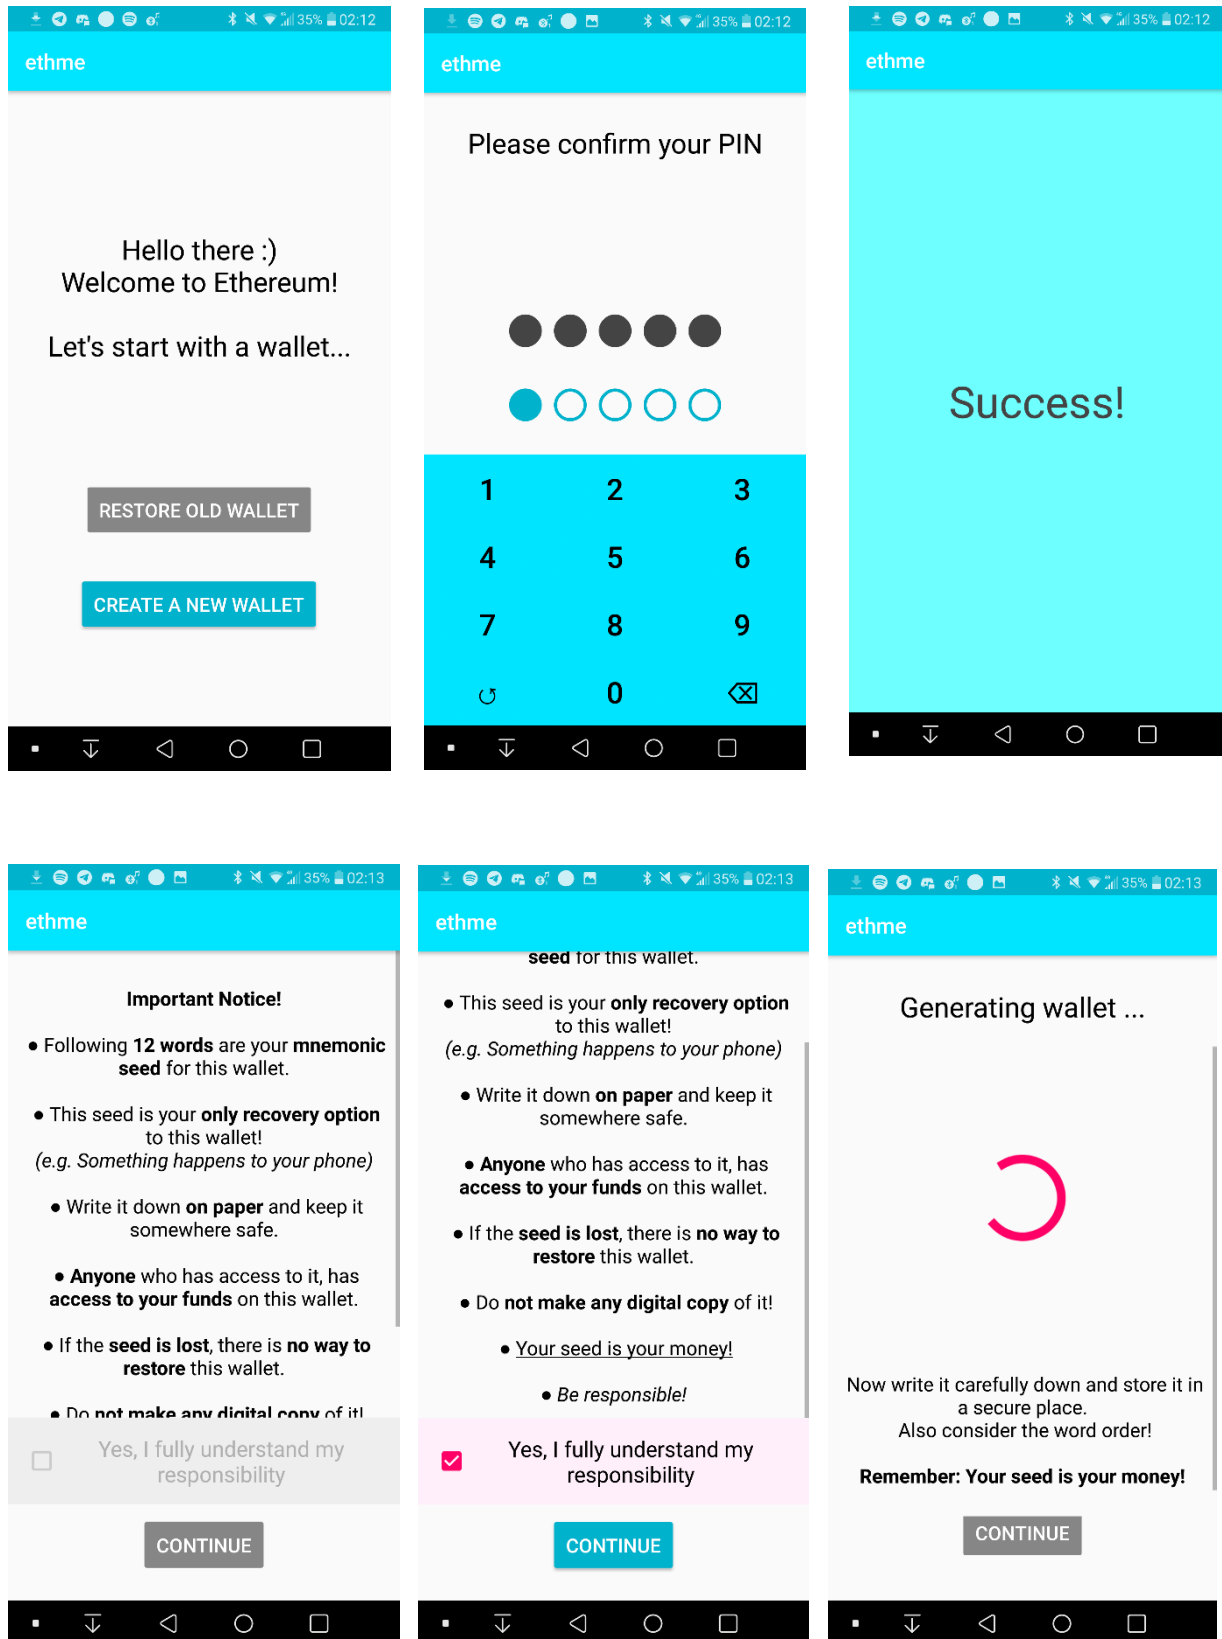 35% 02:12
ethme
Hello there :)
Welcome to Ethereum!
Let's start with a wallet...
RESTORE OLD WALLET
CREATE A NEW WALLET
35% 02:12
ethme
Please confirm your PIN
1 2 3
4 5 6
7 8 9
0
35% 02:12
ethme
Success!
35% 02:13
ethme
Important Notice!
● Following 12 words are your mnemonic
seed for this wallet.
● This seed is your only recovery option
to this wallet!
(e.g. Something happens to your phone)
● Write it down on paper and keep it
somewhere safe.
● Anyone who has access to it, has
access to your funds on this wallet.
● If the seed is lost, there is no way to
restore this wallet.
● Do not make any digital copy of it!
Yes, I fully understand my
responsibility
CONTINUE
35% 02:13
ethme
seed for this wallet.
● This seed is your only recovery option
to this wallet!
(e.g. Something happens to your phone)
● Write it down on paper and keep it
somewhere safe.
● Anyone who has access to it, has
access to your funds on this wallet.
● If the seed is lost, there is no way to
restore this wallet.
● Do not make any digital copy of it!
● Your seed is your money!
● Be responsible!
Yes, I fully understand my
responsibility
CONTINUE
35% 02:13
ethme
Generating wallet ...
Now write it carefully down and store it in
a secure place.
Also consider the word order!
Remember: Your seed is your money!
CONTINUE